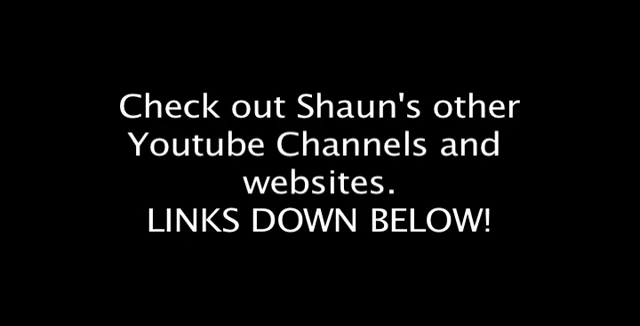 Check out Shaun's other
Youtube Channels and
websites.
LINKS DOWN BELOW!